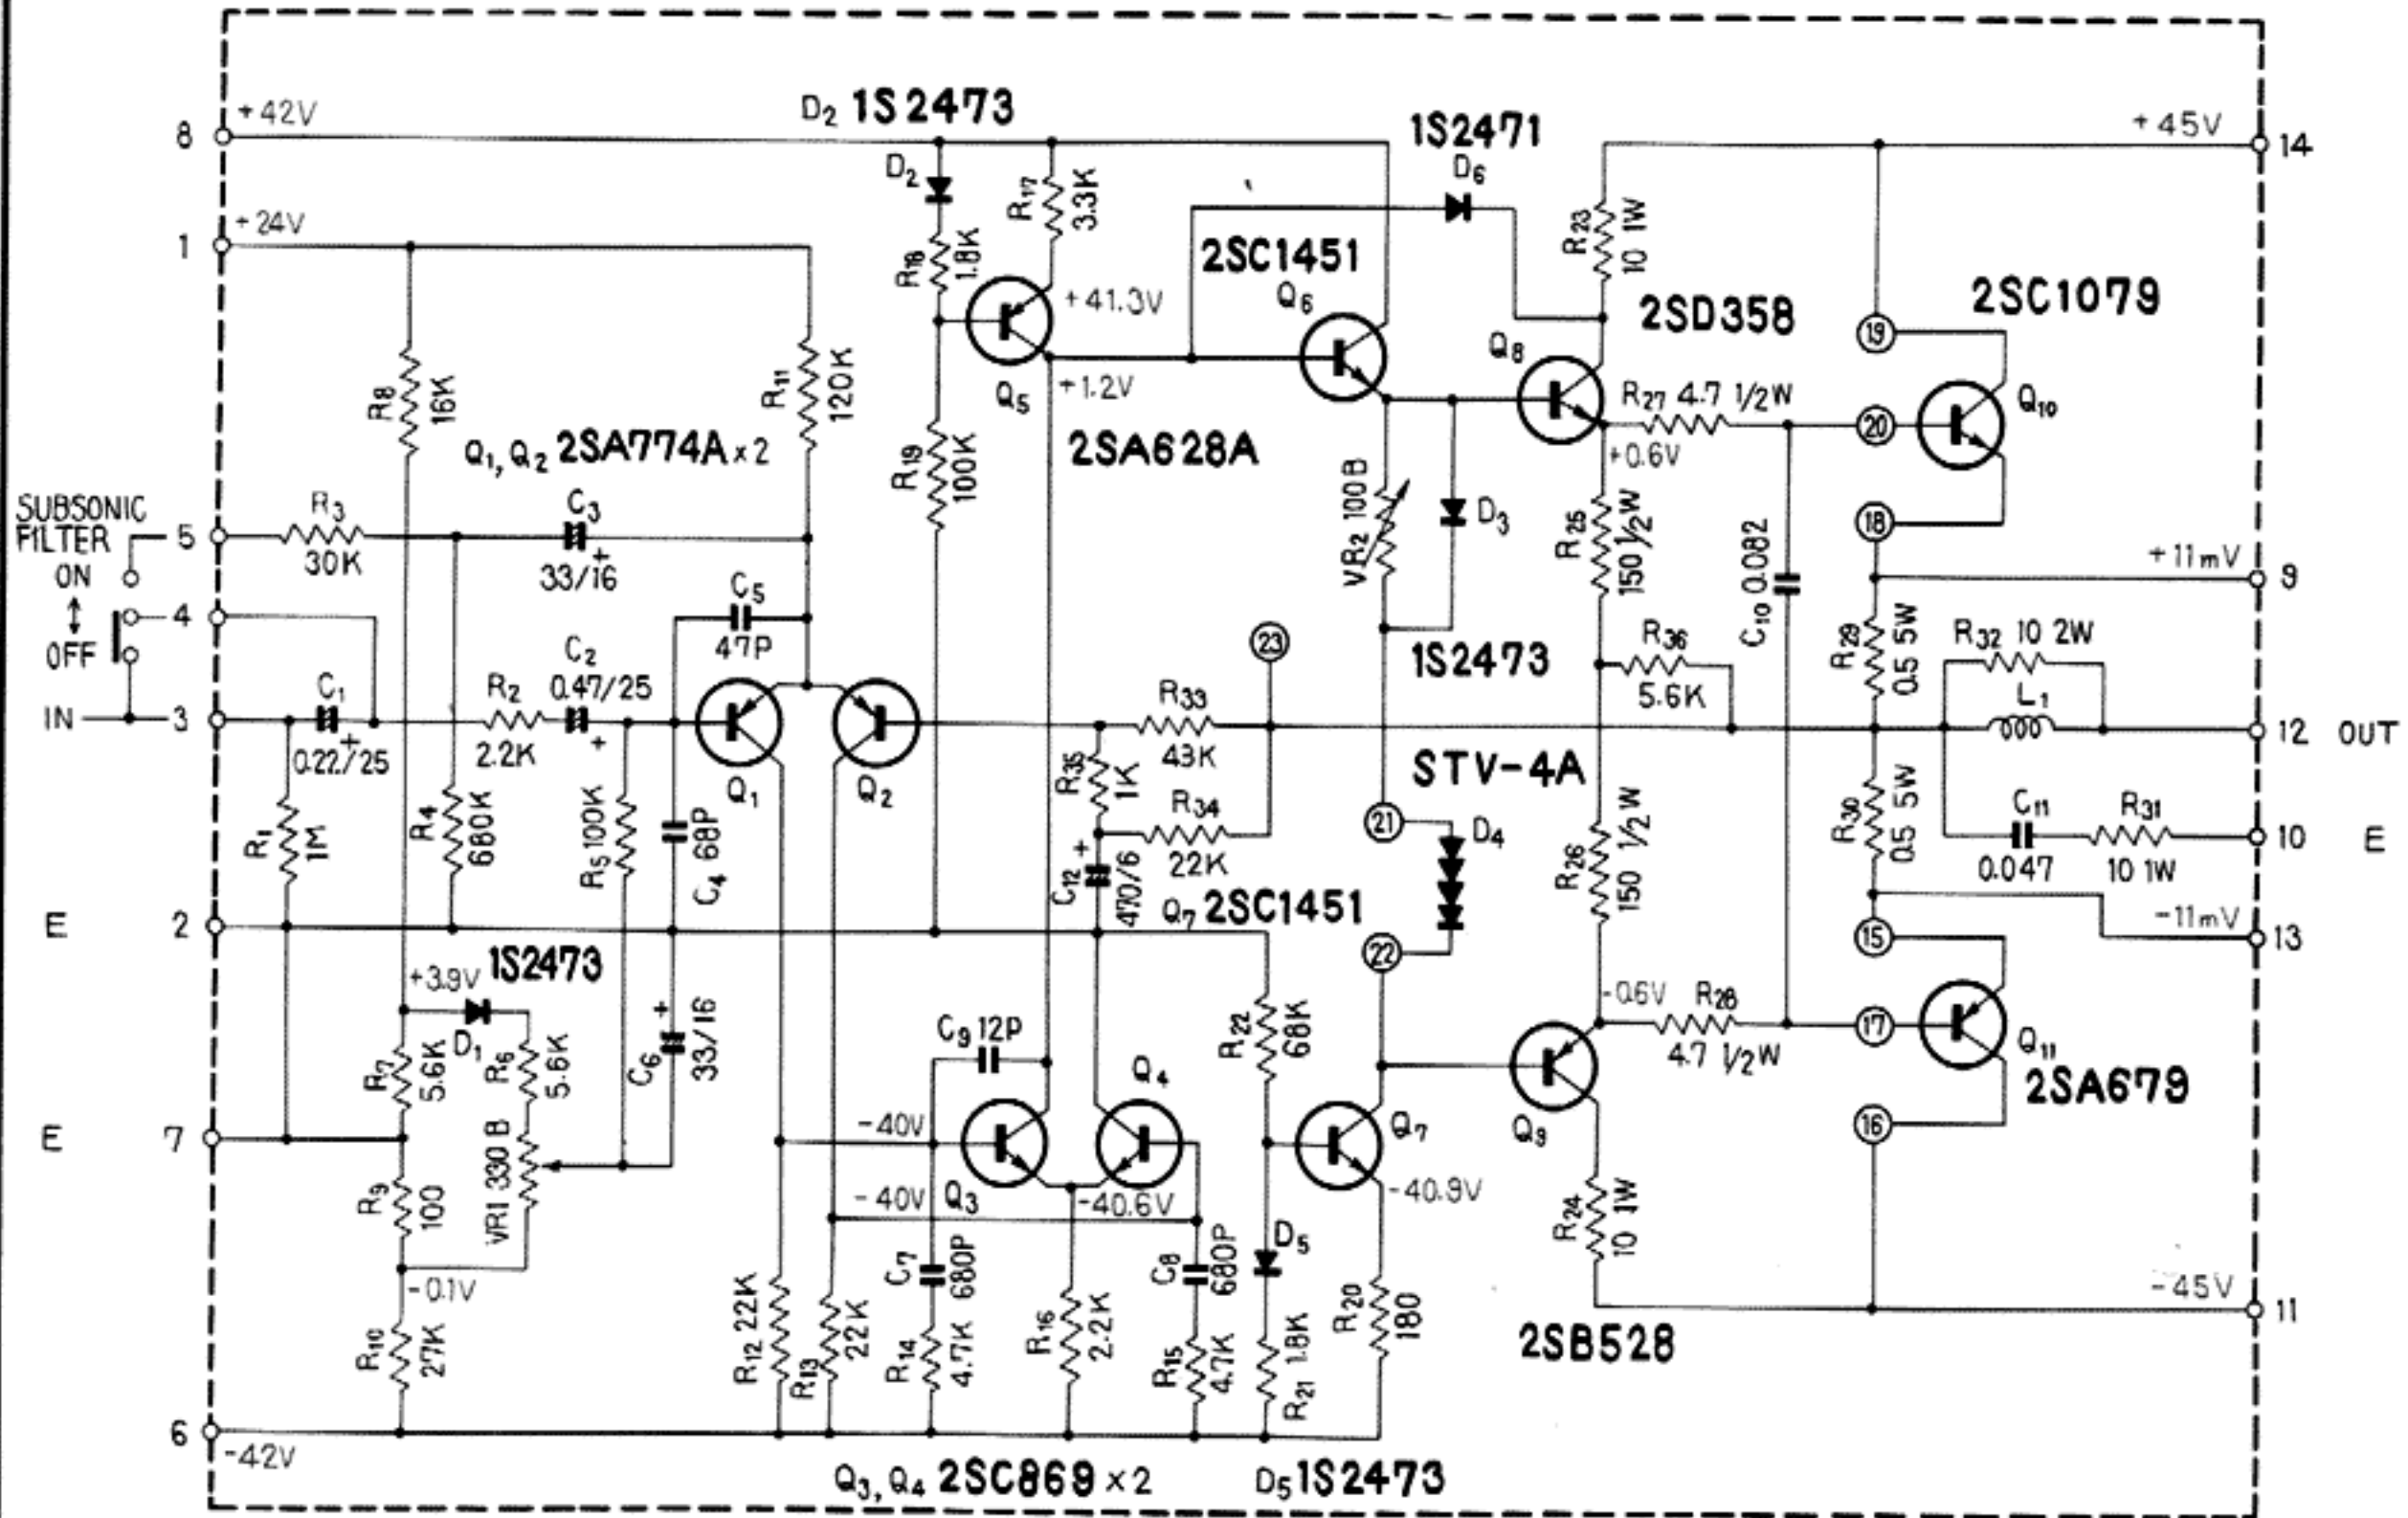 +42V
8
D2 1S2473
D2
R17
3.3K
1S2471
D6
+45V
14
+24V
1
R18
1.8K
R23
10 1W
2SC1451
Q6
+41.3V
2SD358
2SC1079
19
R8
16K
R11
120K
Q5
+1.2V
Q8
R27 4.7 1/2W
20
Q10
Q1, Q2 2SA774A×2
R19
100K
2SA628A
+0.6V
SUBSONIC
FILTER
ON
OFF
5
R3
30K
C3
+
33/16
VR2 100B
D3
R25
150 1/2W
C10 0.082
18
+11mV
9
4
C5
47P
23
1S2473
R36
5.6K
R29
0.5 5W
R32 10 2W
L1
IN
3
C1
+
0.22/25
R2
2.2K
C2
0.47/25
+
Q1
Q2
R33
43K
12
OUT
STV-4A
R35
1K
R34
22K
21
D4
R1
1M
R4
680K
R5 100K
C4 68P
C12
+
470/6
R26
150 1/2W
R30
0.5 5W
C11
0.047
R31
10 1W
10
E
E
2
Q7 2SC1451
22
15
-11mV
13
+3.9V
1S2473
D1
R7
5.6K
R6
5.6K
C6
+
33/16
C9 12P
R22
68K
-0.6V
R28
4.7 1/2W
17
Q11
2SA679
E
7
-40V
Q3
Q4
Q7
Q9
16
R9
100
VR1 330B
-40V
-40.6V
-40.9V
-0.1V
C7
680P
C8
680P
D5
R24
10 1W
-45V
11
R10
27K
R12 22K
R13
22K
R14
4.7K
R16
2.2K
R15
4.7K
R21
1.8K
R20
180
2SB528
6
-42V
Q3, Q4 2SC869×2
D5 1S2473